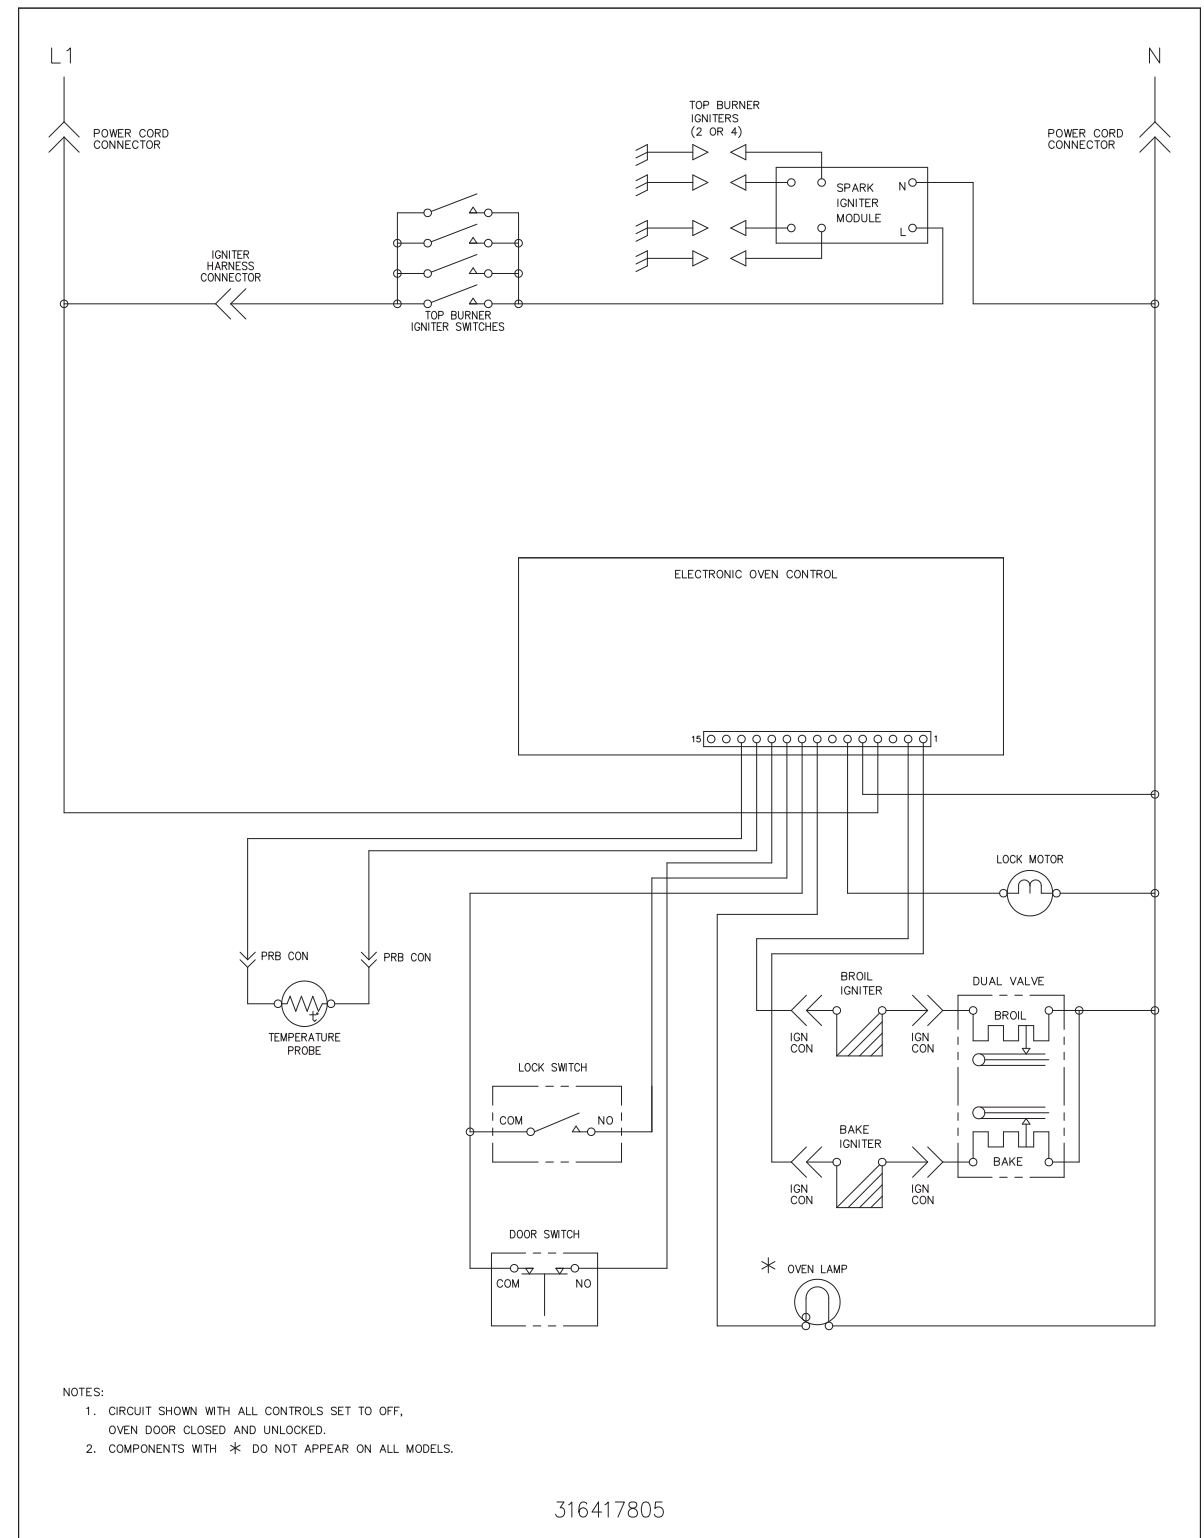 L1
N
POWER CORD
CONNECTOR
TOP BURNER
IGNITERS
(2 OR 4)
POWER CORD
CONNECTOR
SPARK
IGNITER
MODULE
N
L
IGNITER
HARNESS
CONNECTOR
TOP BURNER
IGNITER SWITCHES
ELECTRONIC OVEN CONTROL
15
1
LOCK MOTOR
PRB CON
PRB CON
BROIL
IGNITER
DUAL VALVE
BROIL
IGN
CON
IGN
CON
t
TEMPERATURE
PROBE
LOCK SWITCH
COM
NO
BAKE
IGNITER
BAKE
IGN
CON
IGN
CON
DOOR SWITCH
COM
NO
* OVEN LAMP
NOTES:
1. CIRCUIT SHOWN WITH ALL CONTROLS SET TO OFF,
OVEN DOOR CLOSED AND UNLOCKED.
2. COMPONENTS WITH * DO NOT APPEAR ON ALL MODELS.
316417805